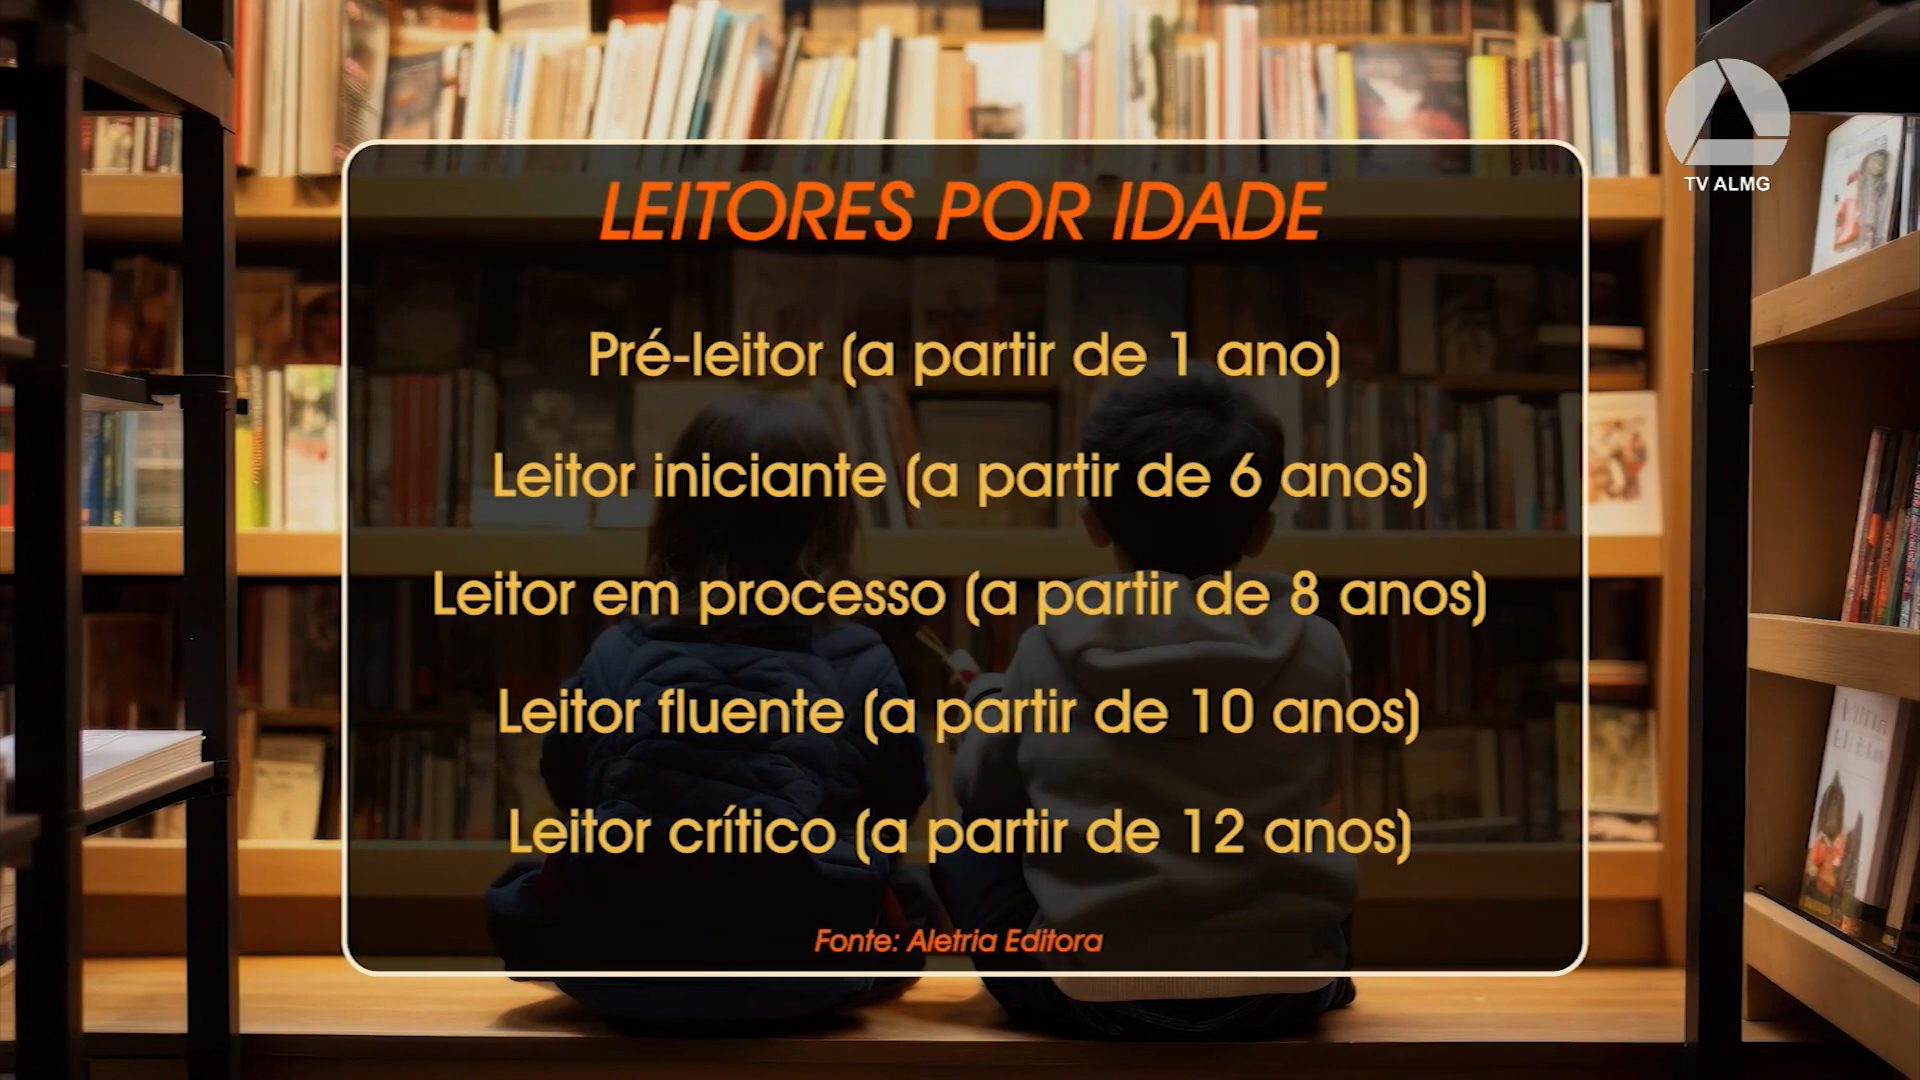 TV ALMG
LEITORES POR IDADE
Pré-leitor (a partir de 1 ano)
Leitor iniciante (a partir de 6 anos)
Leitor em processo (a partir de 8 anos)
Leitor fluente (a partir de 10 anos)
Leitor crítico (a partir de 12 anos)
Fonte: Aletria Editora